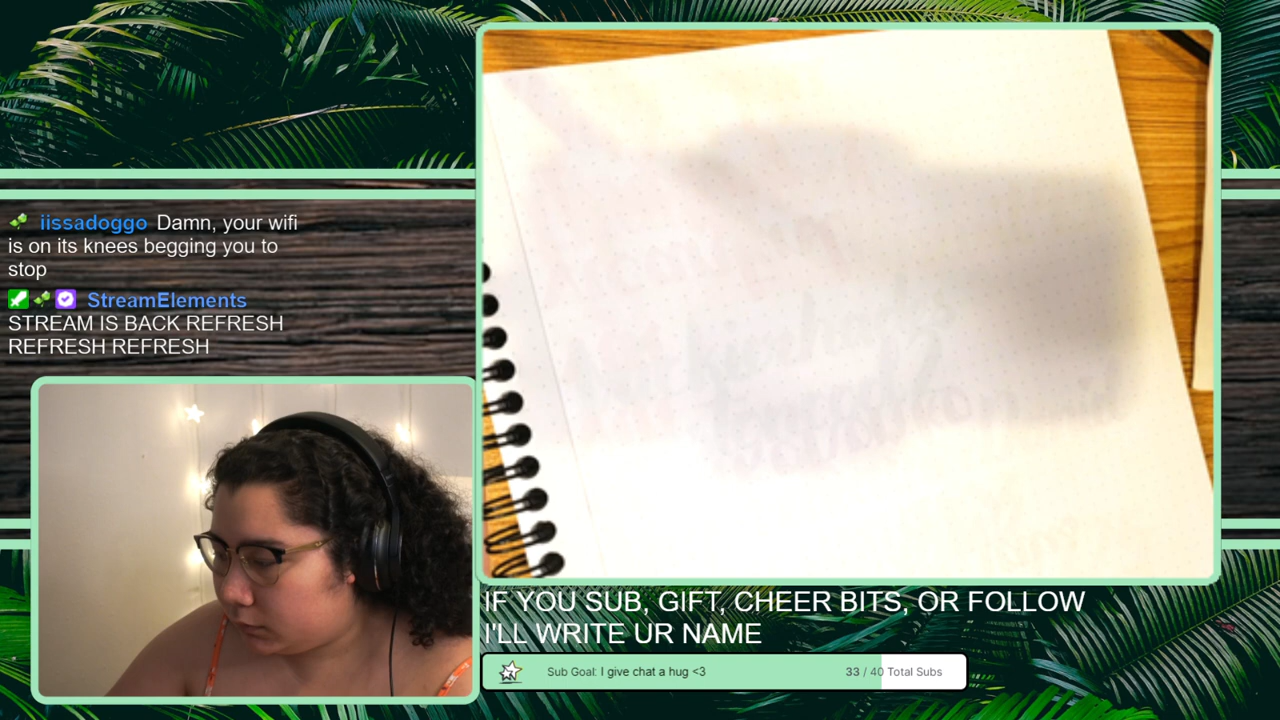 iissadoggo Damn, your wifi
is on its knees begging you to
stop
StreamElements
STREAM IS BACK REFRESH
REFRESH REFRESH
IF YOU SUB, GIFT, CHEER BITS, OR FOLLOW
I'LL WRITE UR NAME
Sub Goal: I give chat a hug <3 33 / 40 Total Subs